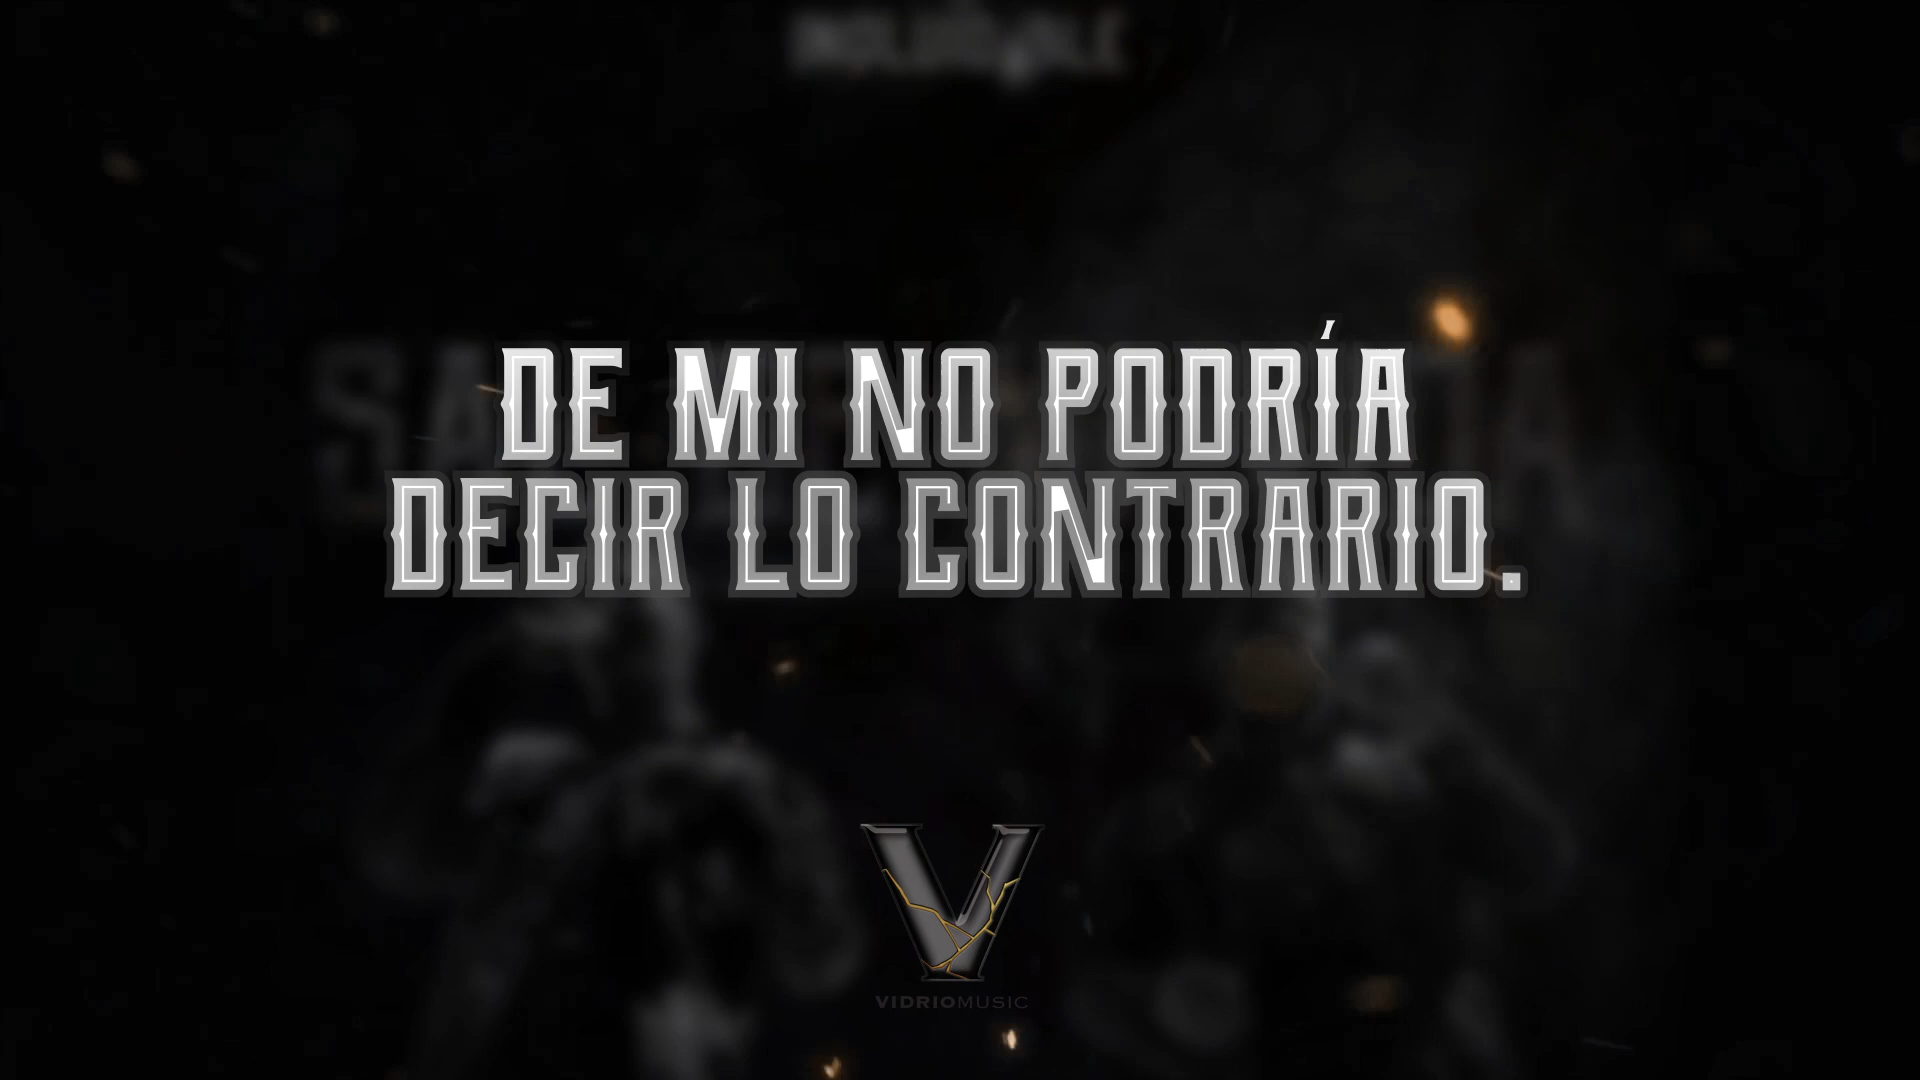 DE MI NO PODRÍA
DECIR LO CONTRARIO.
V
VIDRIOMUSIC